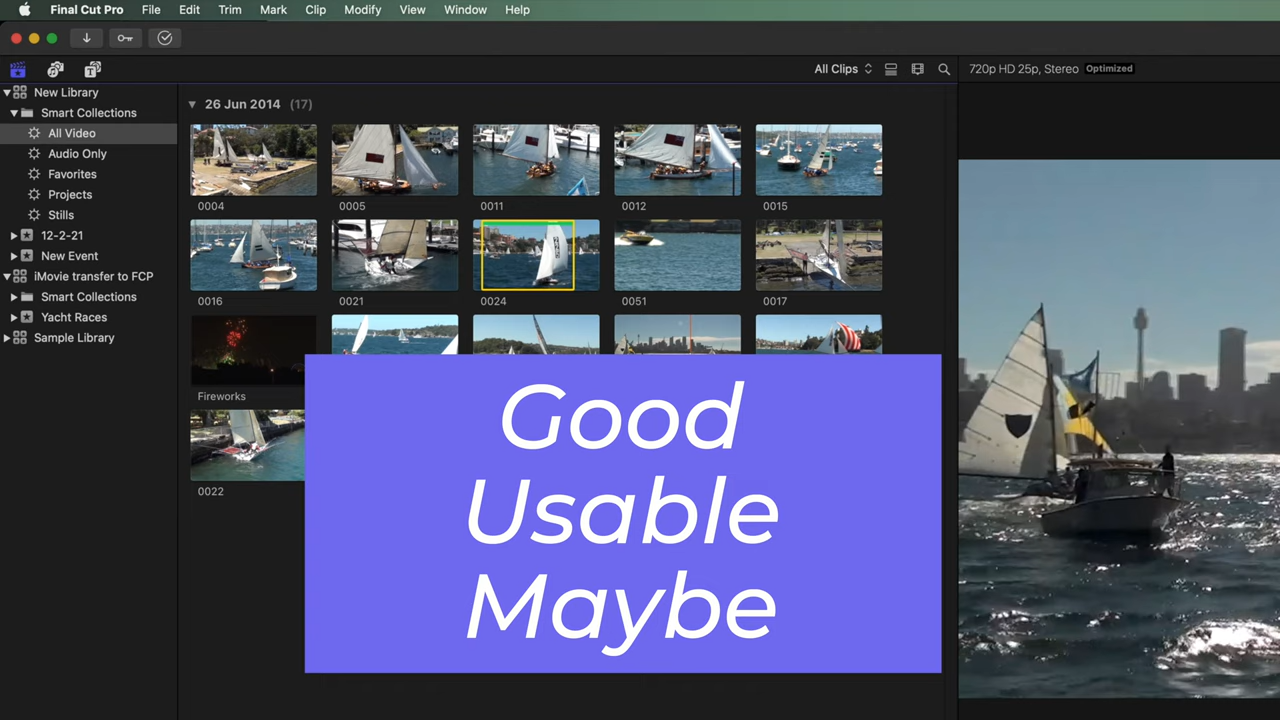 Final Cut Pro File Edit Trim Mark Clip Modify View Window Help
All Clips
720p HD 25p, Stereo Optimized
New Library
Smart Collections
All Video
Audio Only
Favorites
Projects
Stills
12-2-21
New Event
iMovie transfer to FCP
Smart Collections
Yacht Races
Sample Library
26 Jun 2014 (17)
0004 0005 0011 0012 0015
0016 0021 0024 0051 0017
Fireworks
0022
Good
Usable
Maybe